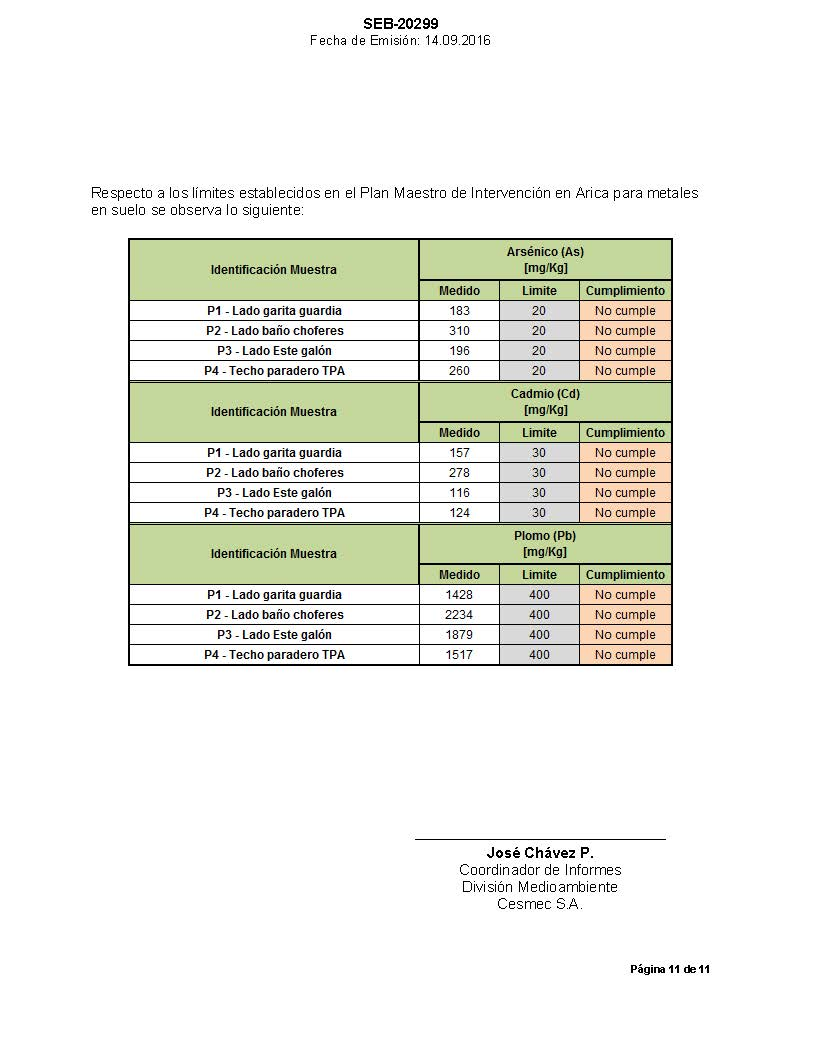 SEB-20299
Fecha de Emisión: 14.09.2016
Respecto a los límites establecidos en el Plan Maestro de Intervención en Arica para metales
en suelo se observa lo siguiente:
Identificación Muestra
Arsénico (As)
[mg/Kg]
Medido Limite Cumplimiento
P1 - Lado garita guardia 183 20 No cumple
P2 - Lado baño choferes 310 20 No cumple
P3 - Lado Este galón 196 20 No cumple
P4 - Techo paradero TPA 260 20 No cumple
Identificación Muestra
Cadmio (Cd)
[mg/Kg]
Medido Limite Cumplimiento
P1 - Lado garita guardia 157 30 No cumple
P2 - Lado baño choferes 278 30 No cumple
P3 - Lado Este galón 116 30 No cumple
P4 - Techo paradero TPA 124 30 No cumple
Identificación Muestra
Plomo (Pb)
[mg/Kg]
Medido Limite Cumplimiento
P1 - Lado garita guardia 1428 400 No cumple
P2 - Lado baño choferes 2234 400 No cumple
P3 - Lado Este galón 1879 400 No cumple
P4 - Techo paradero TPA 1517 400 No cumple
José Chávez P.
Coordinador de Informes
División Medioambiente
Cesmec S.A.
Página 11 de 11